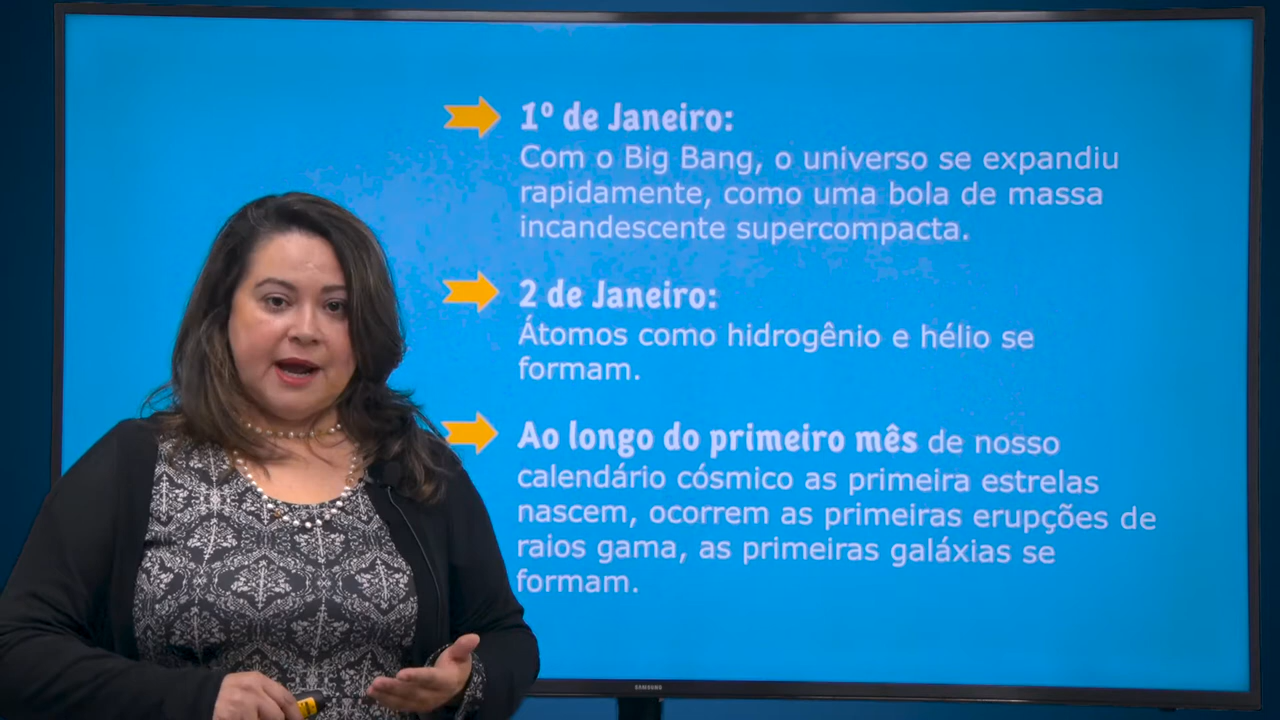 1º de Janeiro:
Com o Big Bang, o universo se expandiu
rapidamente, como uma bola de massa
incandescente supercompacta.
2 de Janeiro:
Átomos como hidrogênio e hélio se
formam.
Ao longo do primeiro mês de nosso
calendário cósmico as primeira estrelas
nascem, ocorrem as primeiras erupções de
raios gama, as primeiras galáxias se
formam.
SAMSUNG